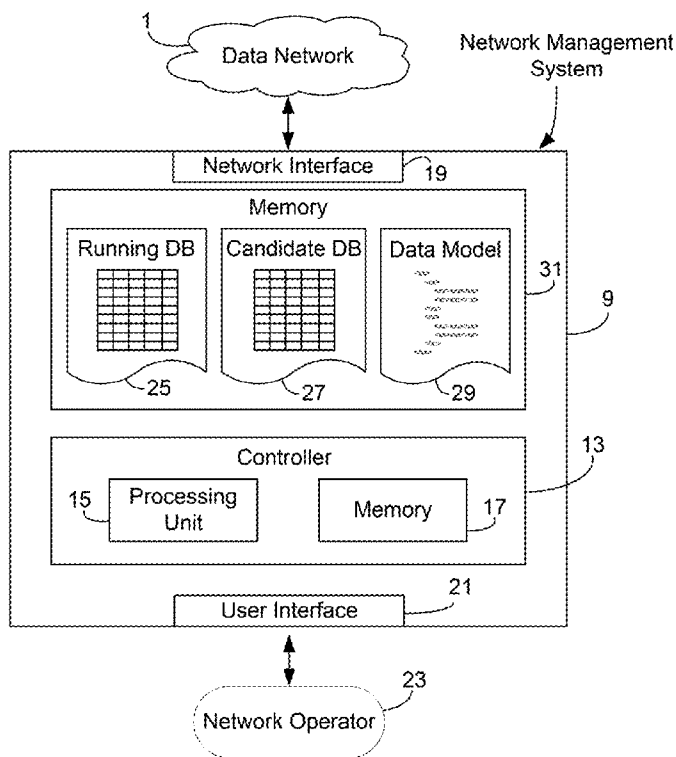 1
Data Network
Network Management
System
Network Interface
19
Memory
Running DB
Candidate DB
Data Model
31
9
25
27
29
Controller
13
15
Processing
Unit
Memory
17
User Interface
21
23
Network Operator